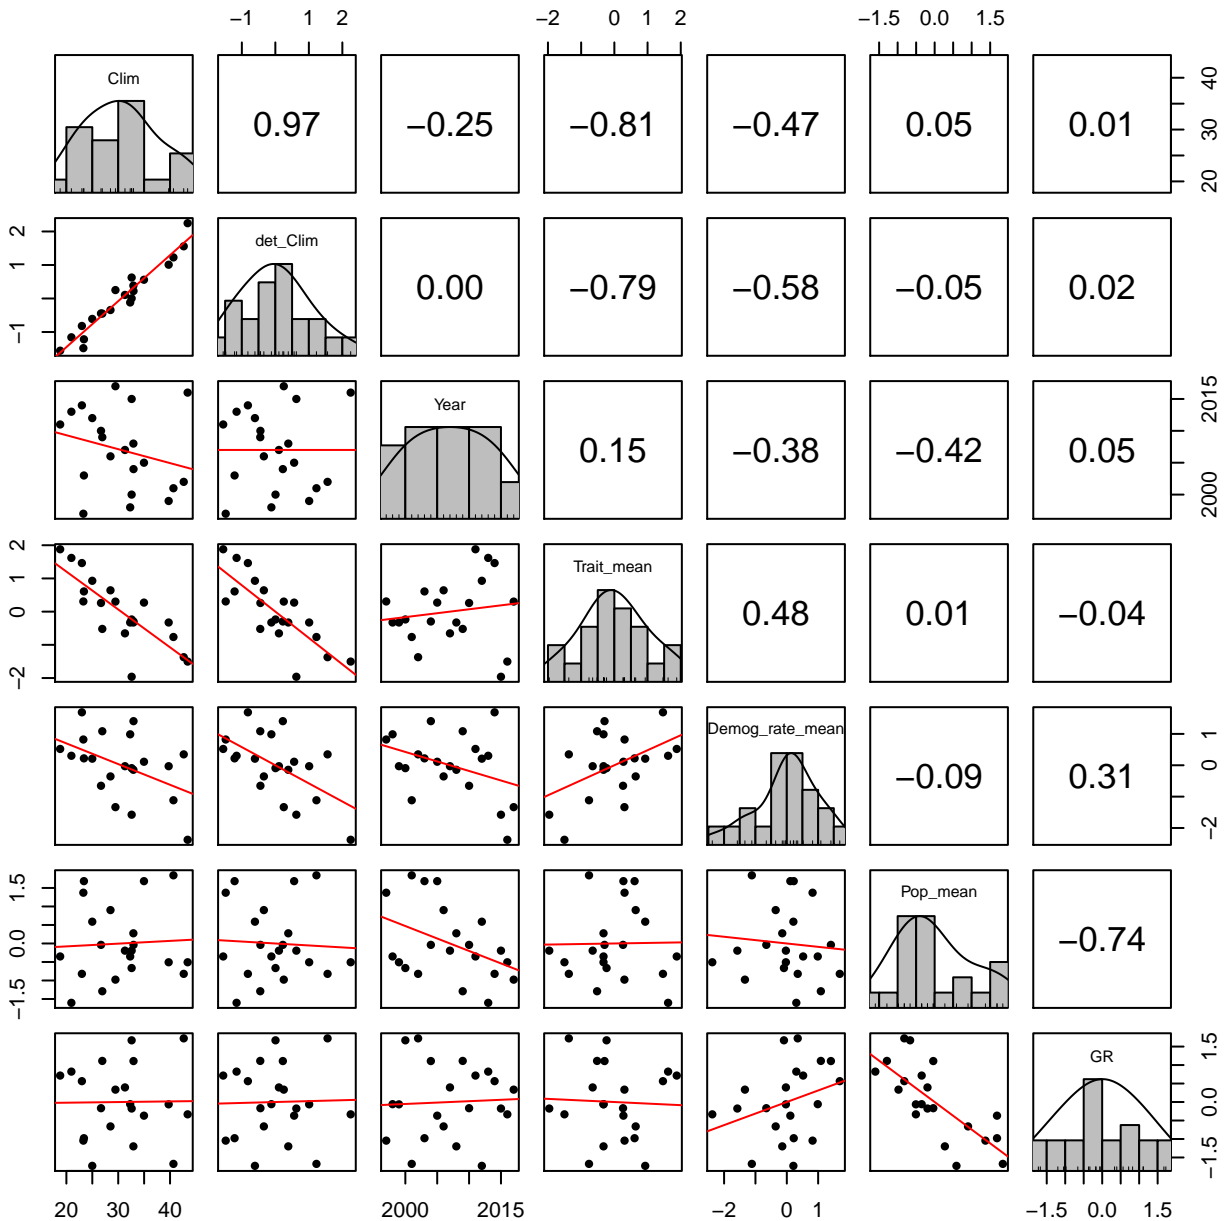 −1 1 2 −2 0 1 2 −1.5 0.0 1.5
Clim 0.97 −0.25 −0.81 −0.47 0.05 0.01 20 30 40
−1 1 2 det_Clim 0.00 −0.79 −0.58 −0.05 0.02
Year 0.15 −0.38 −0.42 0.05 2000 2015
−2 0 1 2 Trait_mean 0.48 0.01 −0.04
Demog_rate_mean −0.09 0.31 −2 0 1
−1.5 0.0 1.5 Pop_mean −0.74
GR −1.5 0.0 1.5
20 30 40 2000 2015 −2 0 1 −1.5 0.0 1.5